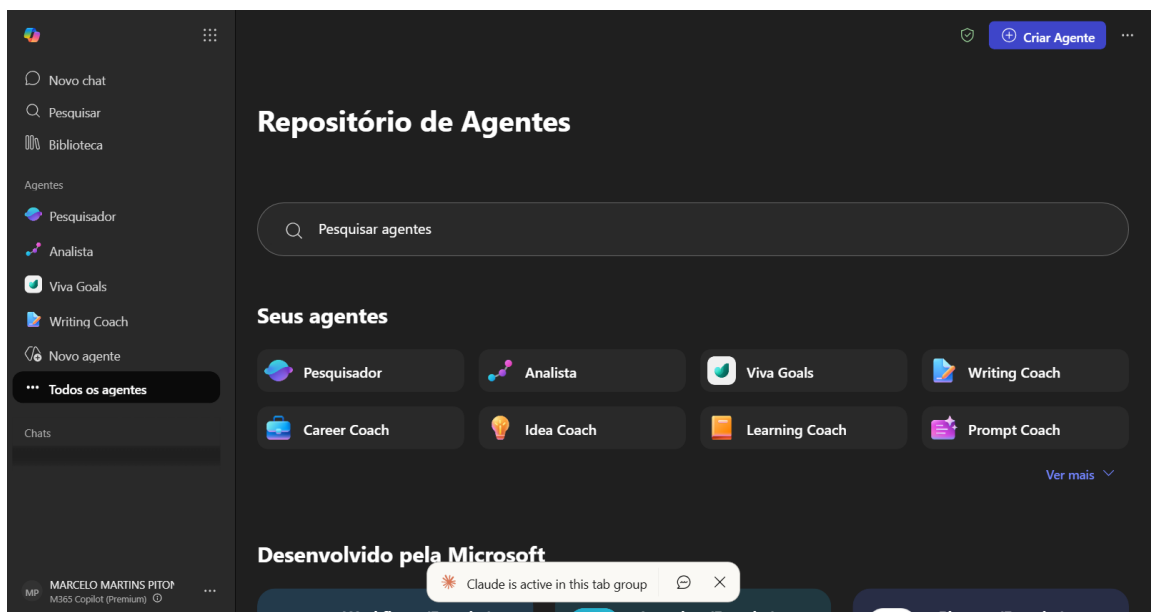 Novo chat
Pesquisar
Biblioteca
Agentes
Pesquisador
Analista
Viva Goals
Writing Coach
Novo agente
Todos os agentes
Chats
MP
MARCELO MARTINS PITON
M365 Copilot (Premium)
Criar Agente
Repositório de Agentes
Pesquisar agentes
Seus agentes
Pesquisador
Analista
Viva Goals
Writing Coach
Career Coach
Idea Coach
Learning Coach
Prompt Coach
Ver mais
Desenvolvido pela Microsoft
Claude is active in this tab group